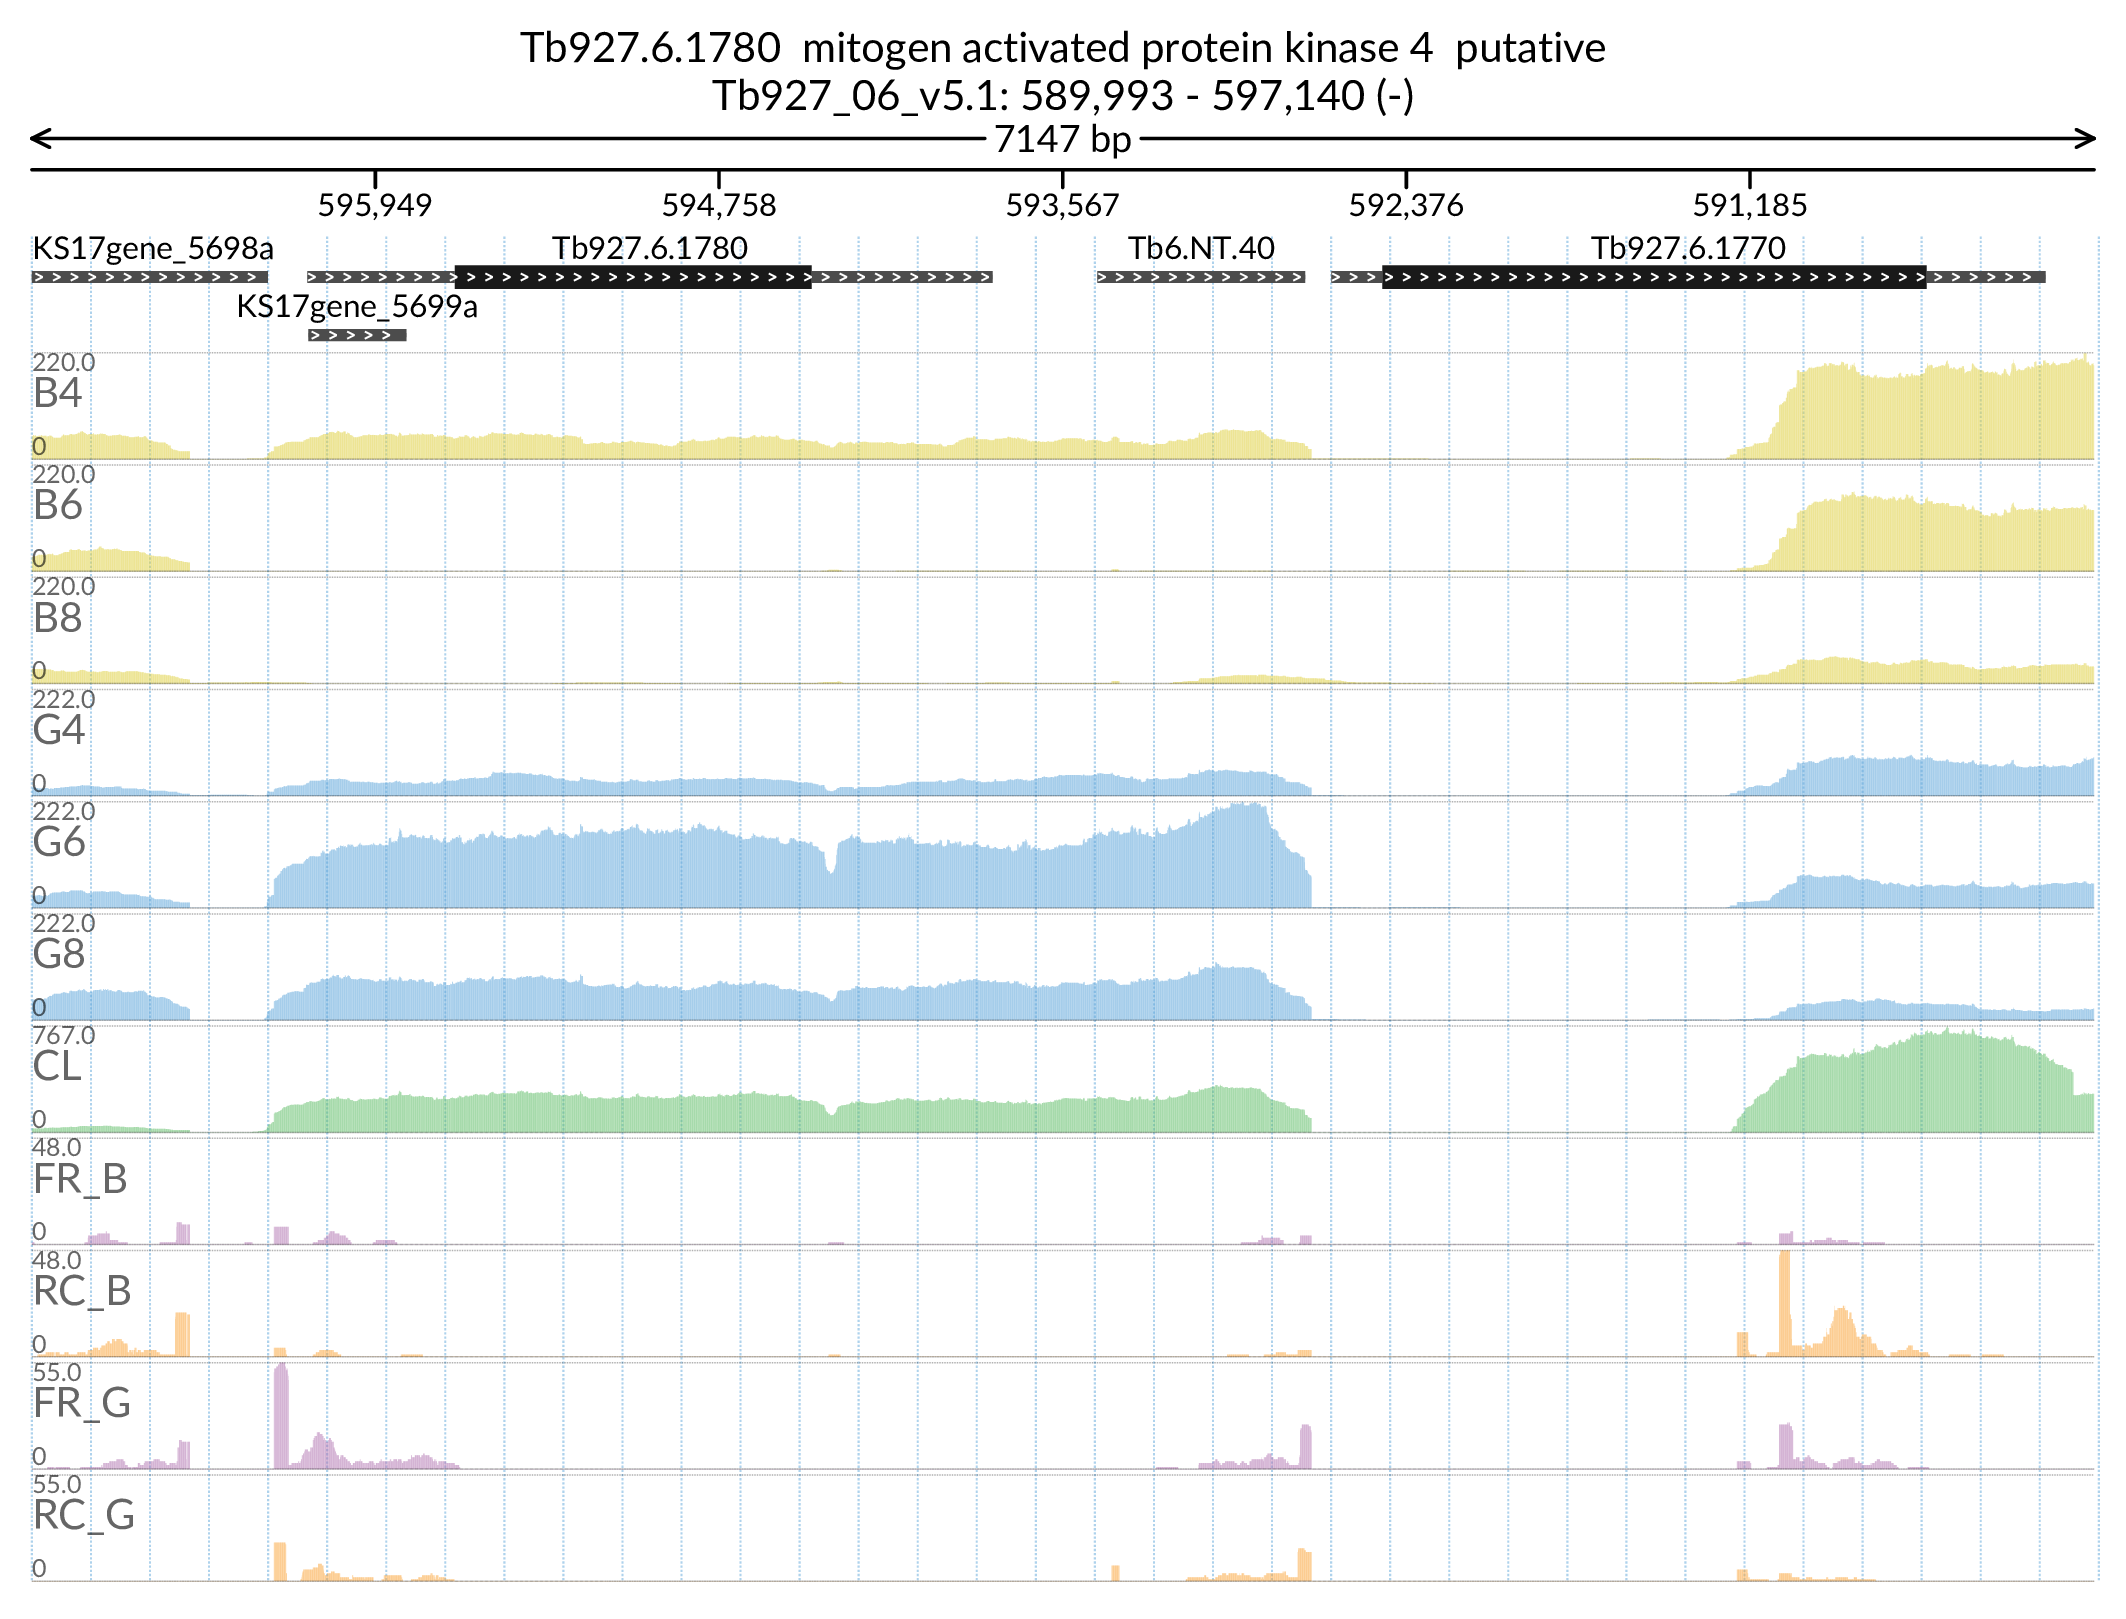 Tb927.6.1780  mitogen activated protein kinase 4  putative
Tb927_06_v5.1: 589,993 - 597,140 (-)
7147 bp
595,949 594,758 593,567 592,376 591,185
KS17gene_5698a Tb927.6.1780 Tb6.NT.40 Tb927.6.1770
KS17gene_5699a
220.0
B4
0
220.0
B6
0
220.0
B8
0
222.0
G4
0
222.0
G6
0
222.0
G8
0
767.0
CL
0
48.0
FR_B
0
48.0
RC_B
0
55.0
FR_G
0
55.0
RC_G
0